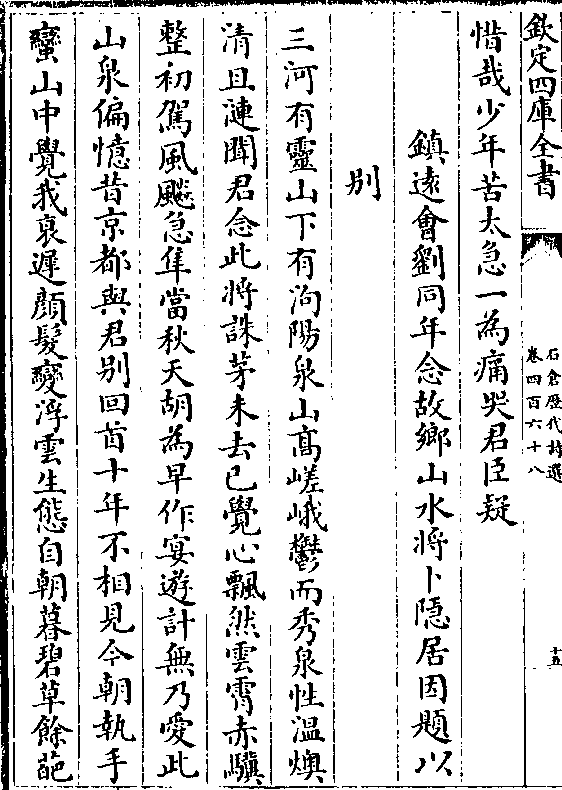 欽定四庫全書
石倉歷代詩選
卷四百六十八
十五
惜哉少年苦太急一為痛哭君臣疑
鎮遠會劉同年念故鄉山水將卜隱居因題以
别
三河有靈山下有泃陽泉山髙嵯峨鬱而秀泉性温燠
清且漣聞君念此將誅茅未去已覺心飄然雲霄赤驥
整初駕風飈急隼當秋天胡為早作宴遊計無乃愛此
山泉偏憶昔京都與君别回首十年不相見今朝執手
蠻山中覺我衰遲顔髮變浮雲生態自朝暮碧草餘葩